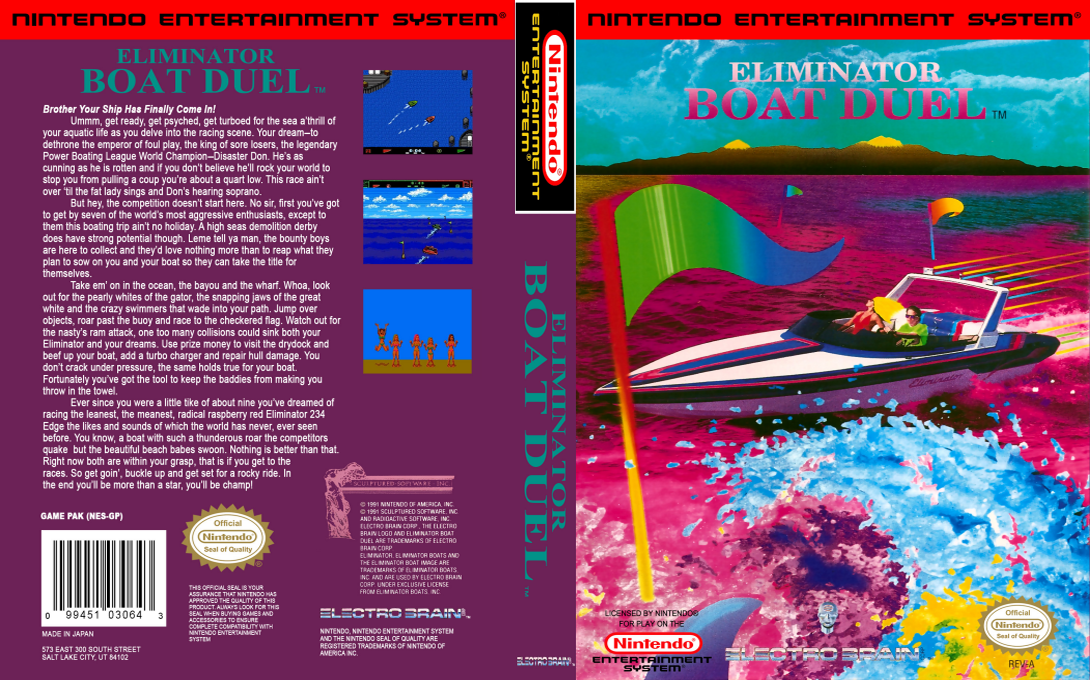 NINTENDO ENTERTAINMENT SYSTEM®
ELIMINATOR
BOAT DUEL™
Brother Your Ship Has Finally Come In!
Ummm, get ready, get psyched, get turboed for the sea a'thrill of
your aquatic life as you delve into the racing scene. Your dream–to
dethrone the emperor of foul play, the king of sore losers, the legendary
Power Boating League World Champion–Disaster Don. He's as
cunning as he is rotten and if you don't believe he'll rock your world to
stop you from pulling a coup you're about a quart low. This race ain't
over 'til the fat lady sings and Don's hearing soprano.
But hey, the competition doesn't start here. No sir, first you've got
to get by seven of the world's most aggressive enthusiasts, except to
them this boating trip ain't no holiday. A high seas demolition derby
does have strong potential though. Leme tell ya man, the bounty boys
are here to collect and they'd love nothing more than to reap what they
plan to sow on you and your boat so they can take the title for
themselves.
Take em' on in the ocean, the bayou and the wharf. Whoa, look
out for the pearly whites of the gator, the snapping jaws of the great
white and the crazy swimmers that wade into your path. Jump over
objects, roar past the buoy and race to the checkered flag. Watch out for
the nasty's ram attack, one too many collisions could sink both your
Eliminator and your dreams. Use prize money to visit the drydock and
beef up your boat, add a turbo charger and repair hull damage. You
don't crack under pressure, the same holds true for your boat.
Fortunately you've got the tool to keep the baddies from making you
throw in the towel.
Ever since you were a little tike of about nine you've dreamed of
racing the leanest, the meanest, radical raspberry red Eliminator 234
Edge the likes and sounds of which the world has never, ever seen
before. You know, a boat with such a thunderous roar the competitors
quake but the beautiful beach babes swoon. Nothing is better than that.
Right now both are within your grasp, that is if you get to the
races. So get goin', buckle up and get set for a rocky ride. In
the end you'll be more than a star, you'll be champ!
GAME PAK (NES-GP)
0 99451 03064 3
MADE IN JAPAN
573 EAST 300 SOUTH STREET
SALT LAKE CITY, UT 84102
Official
Nintendo
Seal of Quality
®
THIS OFFICIAL SEAL IS YOUR
ASSURANCE THAT NINTENDO HAS
APPROVED THE QUALITY OF THIS
PRODUCT. ALWAYS LOOK FOR THIS
SEAL WHEN BUYING GAMES AND
ACCESSORIES TO ENSURE
COMPLETE COMPATIBILITY WITH
NINTENDO ENTERTAINMENT
SYSTEM
SCULPTURED SOFTWARE INC.
© 1991 NINTENDO OF AMERICA, INC.
© 1991 SCULPTURED SOFTWARE, INC.
AND RADIOACTIVE SOFTWARE, INC.
ELECTRO BRAIN CORP., THE ELECTRO
BRAIN LOGO AND ELIMINATOR BOAT
DUEL ARE TRADEMARKS OF ELECTRO
BRAIN CORP.
ELIMINATOR, ELIMINATOR BOATS AND
THE ELIMINATOR BOAT IMAGE ARE
TRADEMARKS OF ELIMINATOR BOATS,
INC. AND ARE USED BY ELECTRO BRAIN
CORP. UNDER EXCLUSIVE LICENSE
FROM ELIMINATOR BOATS, INC.
ELECTRO BRAIN™
NINTENDO, NINTENDO ENTERTAINMENT SYSTEM
AND THE NINTENDO SEAL OF QUALITY ARE
REGISTERED TRADEMARKS OF NINTENDO OF
AMERICA INC.
Nintendo®
ENTERTAINMENT
SYSTEM®
ELIMINATOR
BOAT DUEL™
ELECTRO BRAIN™
NINTENDO ENTERTAINMENT SYSTEM®
ELIMINATOR
BOAT DUEL™
Eliminator
LICENSED BY NINTENDO®
FOR PLAY ON THE
Nintendo®
ENTERTAINMENT
SYSTEM®
ELECTRO BRAIN™
Official
Nintendo
Seal of Quality
REV-A